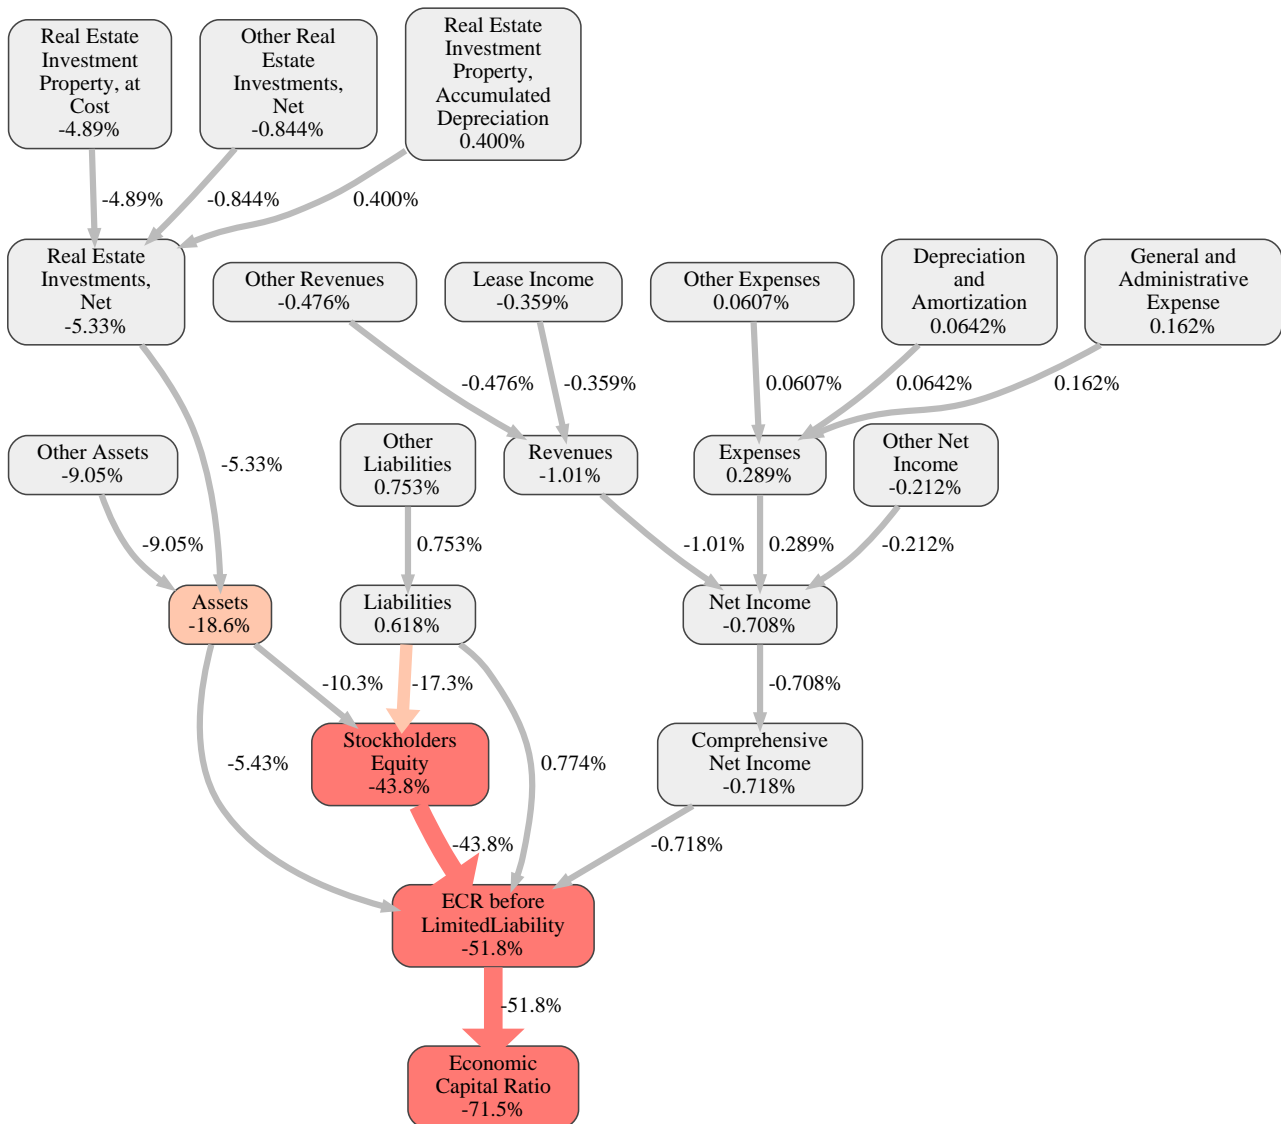 Real Estate
Investment
Property, at
Cost
-4.89%
Other Real
Estate
Investments,
Net
-0.844%
Real Estate
Investment
Property,
Accumulated
Depreciation
0.400%
-4.89%
-0.844%
0.400%
Real Estate
Investments,
Net
-5.33%
Other Revenues
-0.476%
Lease Income
-0.359%
Other Expenses
0.0607%
Depreciation
and
Amortization
0.0642%
General and
Administrative
Expense
0.162%
-0.476%
-0.359%
0.0607%
0.0642%
0.162%
Other Assets
-9.05%
-5.33%
Other
Liabilities
0.753%
Revenues
-1.01%
Expenses
0.289%
Other Net
Income
-0.212%
-9.05%
0.753%
-1.01%
0.289%
-0.212%
Assets
-18.6%
Liabilities
0.618%
Net Income
-0.708%
-10.3%
-17.3%
-0.708%
Stockholders
Equity
-43.8%
Comprehensive
Net Income
-0.718%
-5.43%
0.774%
-43.8%
-0.718%
ECR before
LimitedLiability
-51.8%
-51.8%
Economic
Capital Ratio
-71.5%